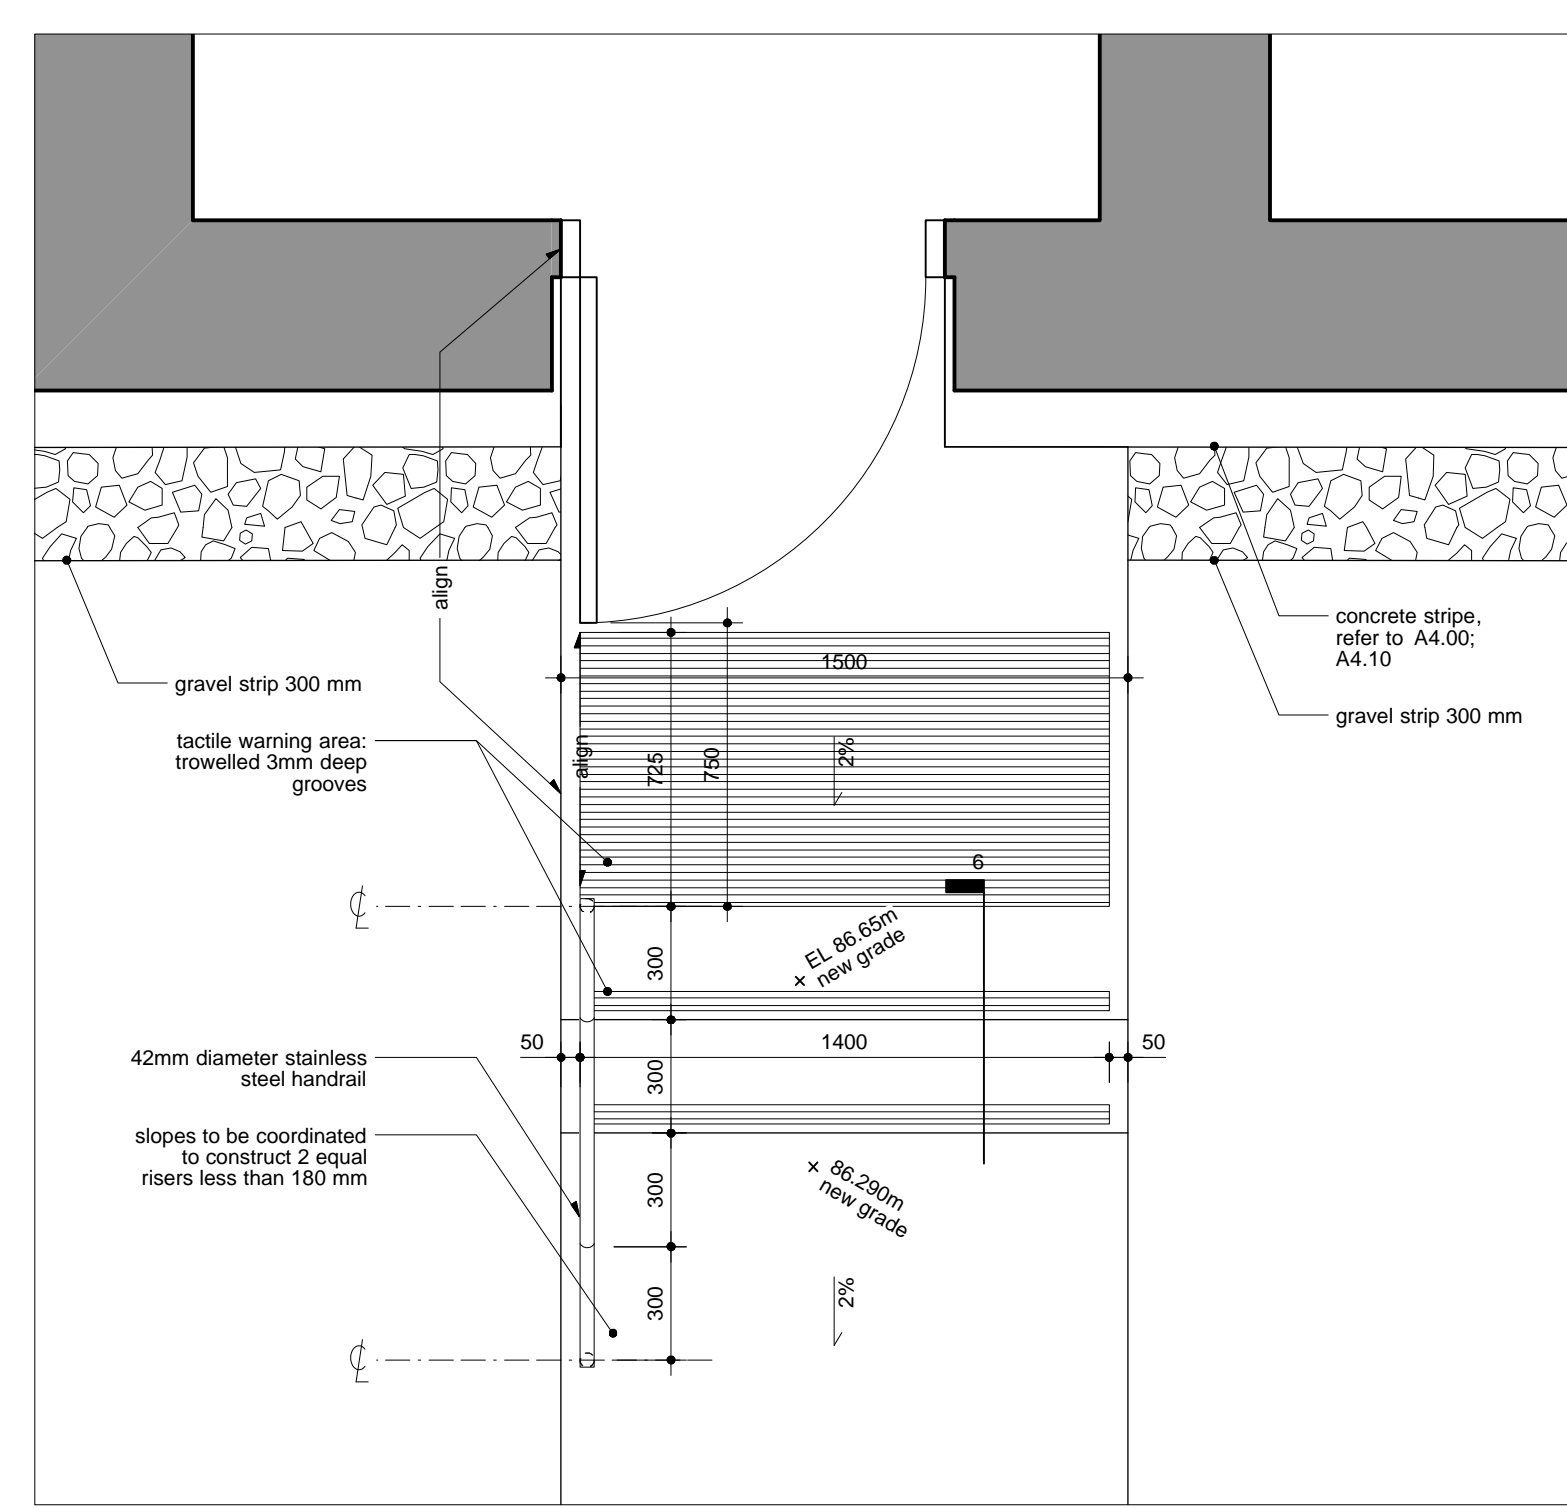 align
concrete stripe,
refer to A4.00;
A4.10
gravel strip 300 mm
gravel strip 300 mm
1500
tactile warning area:
trowelled 3mm deep
grooves
align
725
750
2%
6
℄
EL 86.65m
new grade
300
50
1400
50
42mm diameter stainless
steel handrail
300
slopes to be coordinated
to construct 2 equal
risers less than 180 mm
86.290m
new grade
300
300
2%
℄